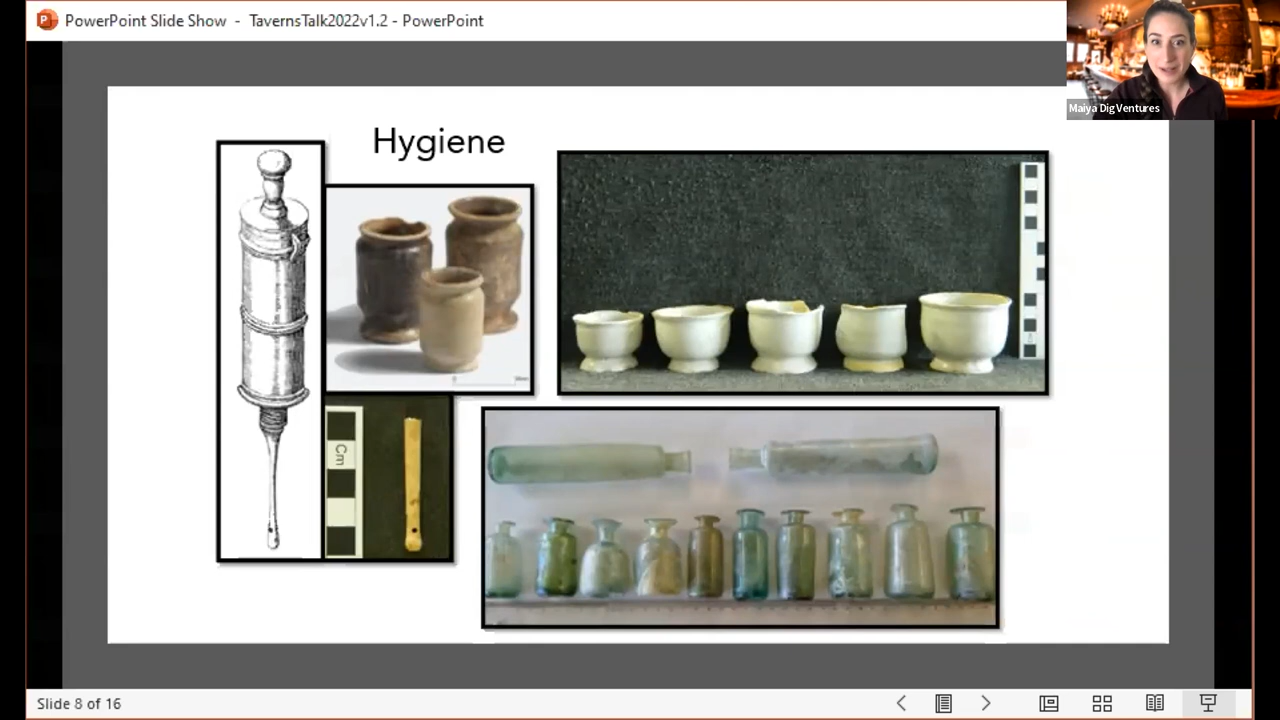 PowerPoint Slide Show - TavernsTalk2022v1.2 - PowerPoint
Maiya DigVentures
Hygiene
Cm
Slide 8 of 16